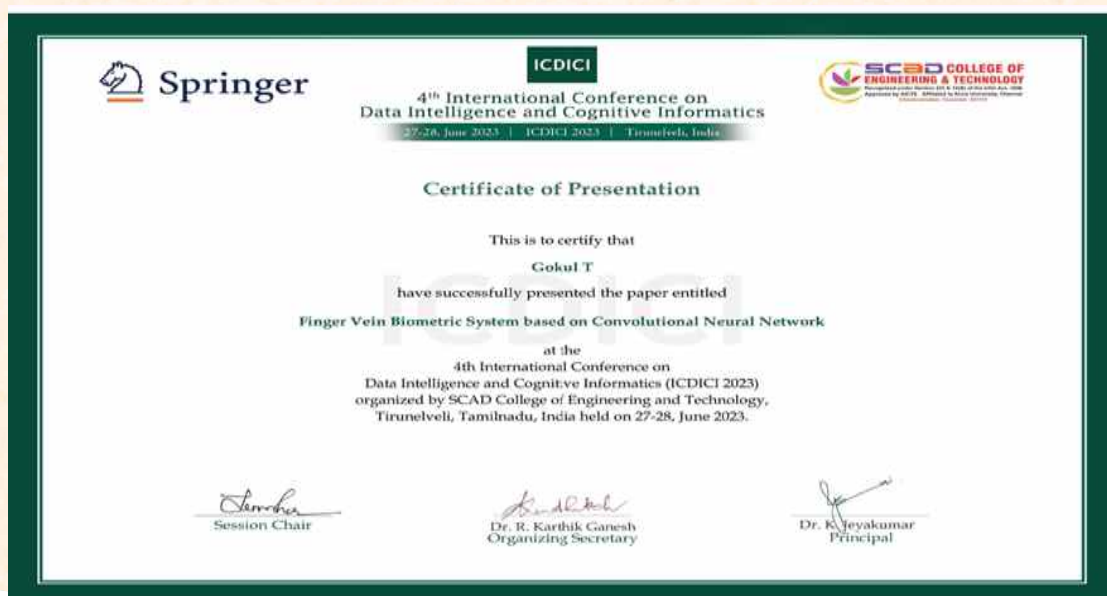 Springer
ICDICI
4th International Conference on
Data Intelligence and Cognitive Informatics
27-28, June 2023 | ICDICI 2023 | Tirunelveli, India
SCAD COLLEGE OF
ENGINEERING & TECHNOLOGY
Certificate of Presentation
This is to certify that
Gokul T
ICDICI
have successfully presented the paper entitled
Finger Vein Biometric System based on Convolutional Neural Network
at the
4th International Conference on
Data Intelligence and Cognitive Informatics (ICDICI 2023)
organized by SCAD College of Engineering and Technology,
Tirunelveli, Tamilnadu, India held on 27-28, June 2023.
Session Chair
Dr. R. Karthik Ganesh
Organizing Secretary
Dr. K. Jeyakumar
Principal